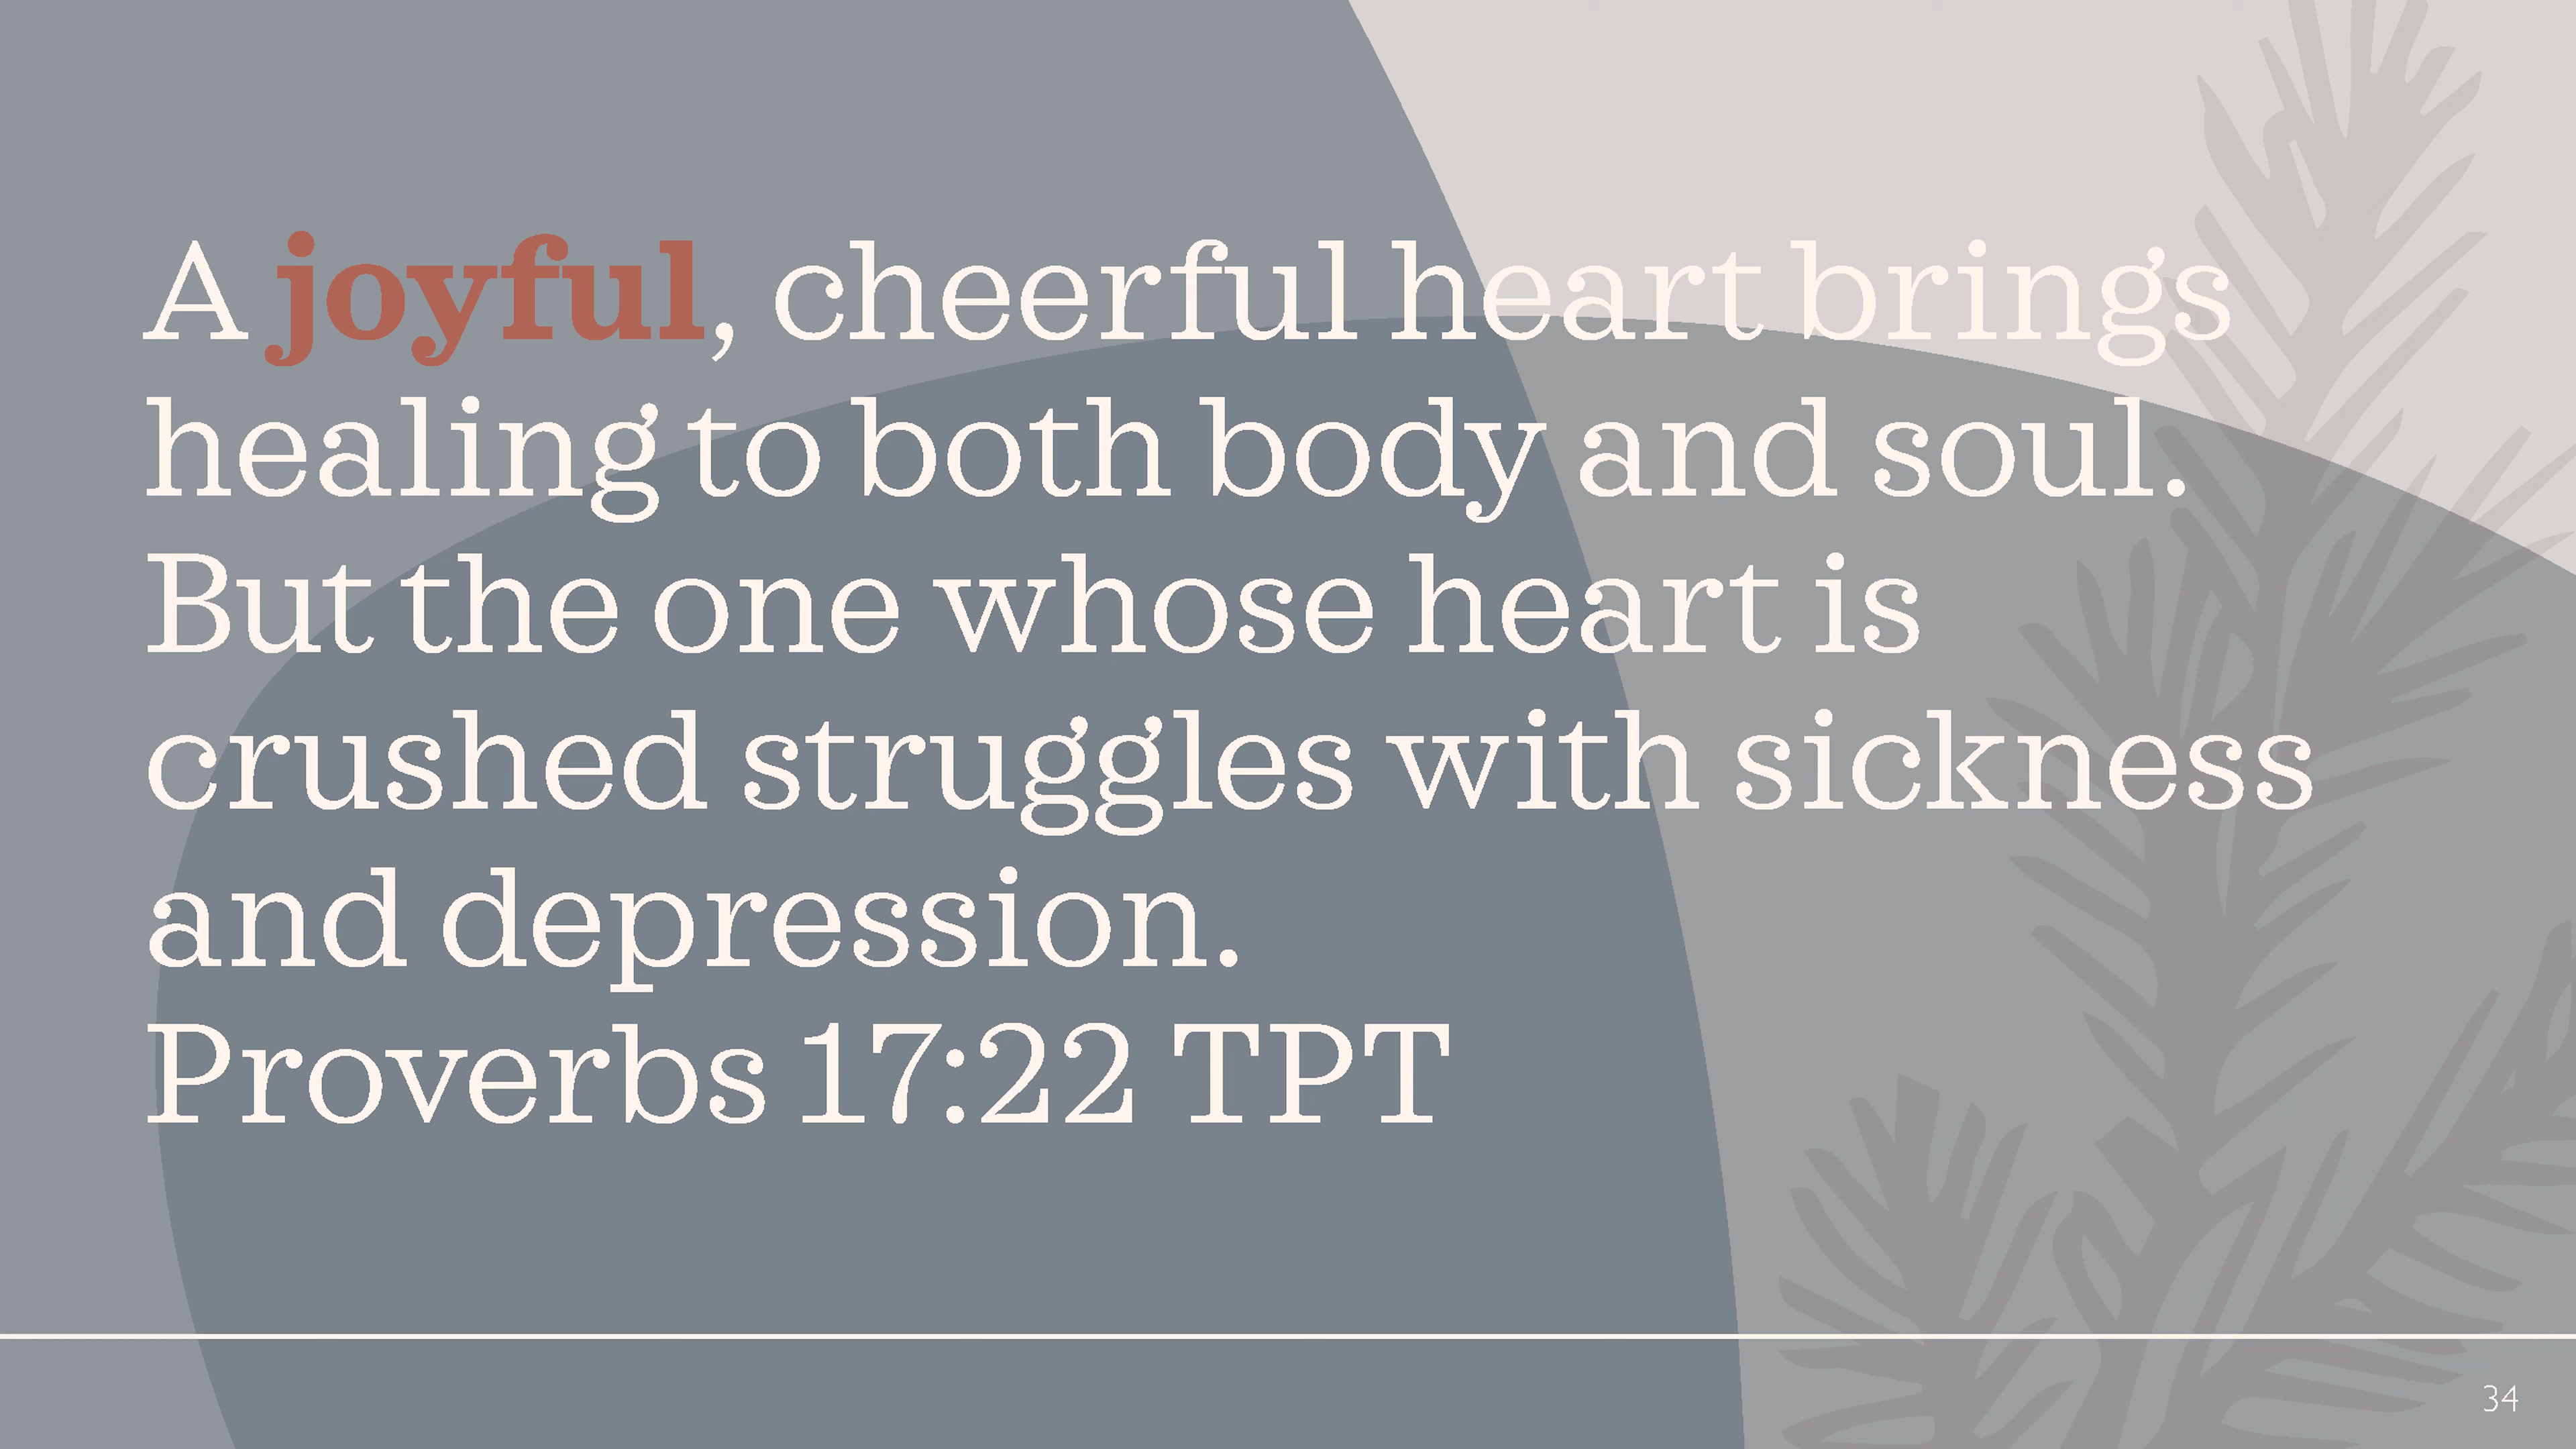 A joyful, cheerful heart brings
healing to both body and soul.
But the one whose heart is
crushed struggles with sickness
and depression.
Proverbs 17:22 TPT
34